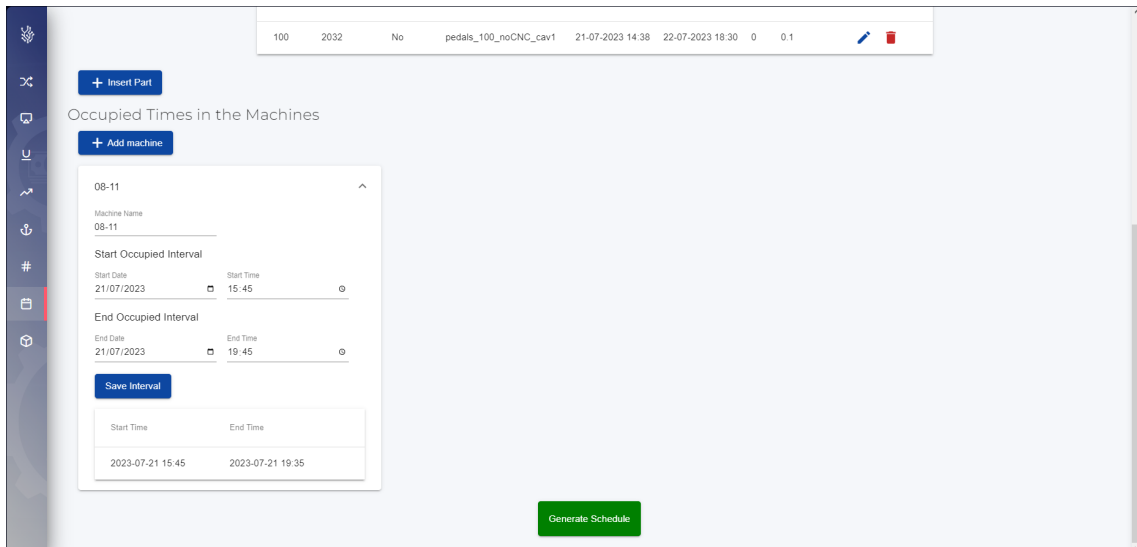 100 2032 No pedals_100_noCNC_cav1 21-07-2023 14:38 22-07-2023 18:30 0 0.1
+ Insert Part
Occupied Times in the Machines
+ Add machine
08-11
Machine Name
08-11
Start Occupied Interval
Start Date Start Time
21/07/2023 15:45
End Occupied Interval
End Date End Time
21/07/2023 19:45
Save Interval
Start Time End Time
2023-07-21 15:45 2023-07-21 19:35
Generate Schedule
U
#